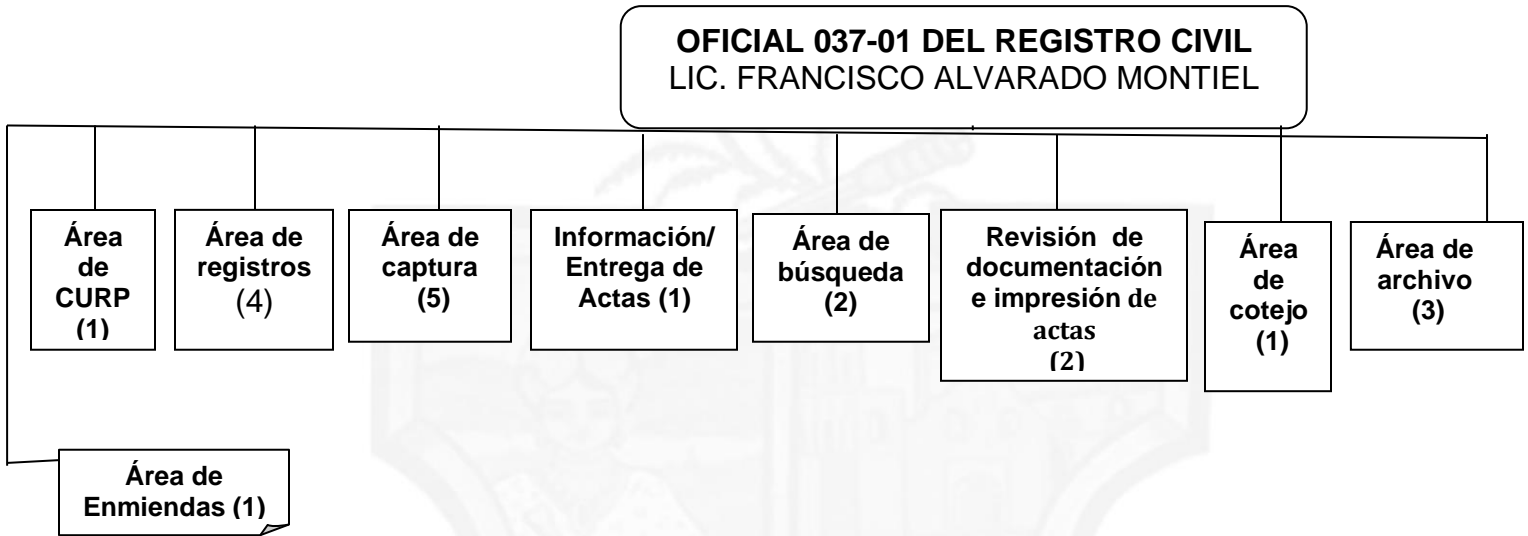 OFICIAL 037-01 DEL REGISTRO CIVIL
LIC. FRANCISCO ALVARADO MONTIEL
Área
de
CURP
(1)
Área de
registros
(4)
Área de
captura
(5)
Información/
Entrega de
Actas (1)
Área de
búsqueda
(2)
Revisión de
documentación
e impresión de
actas
(2)
Área
de
cotejo
(1)
Área de
archivo
(3)
Área de
Enmiendas (1)